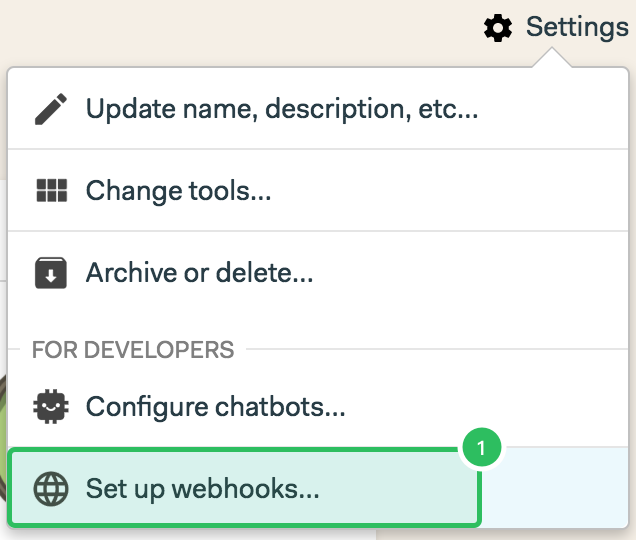 Settings
Update name, description, etc...
Change tools...
Archive or delete...
FOR DEVELOPERS
Configure chatbots...
1
Set up webhooks...